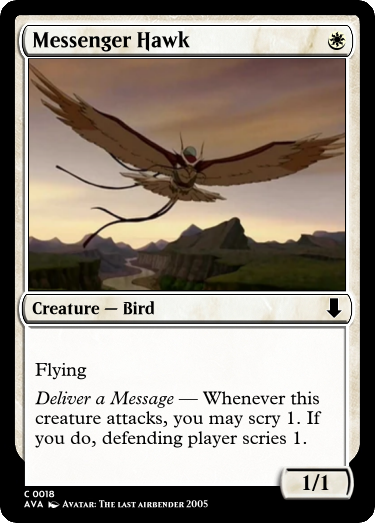 Messenger Hawk
Creature — Bird
Flying
Deliver a Message — Whenever this
creature attacks, you may scry 1. If
you do, defending player scries 1.
1/1
C 0018
AVA Avatar: The last airbender 2005